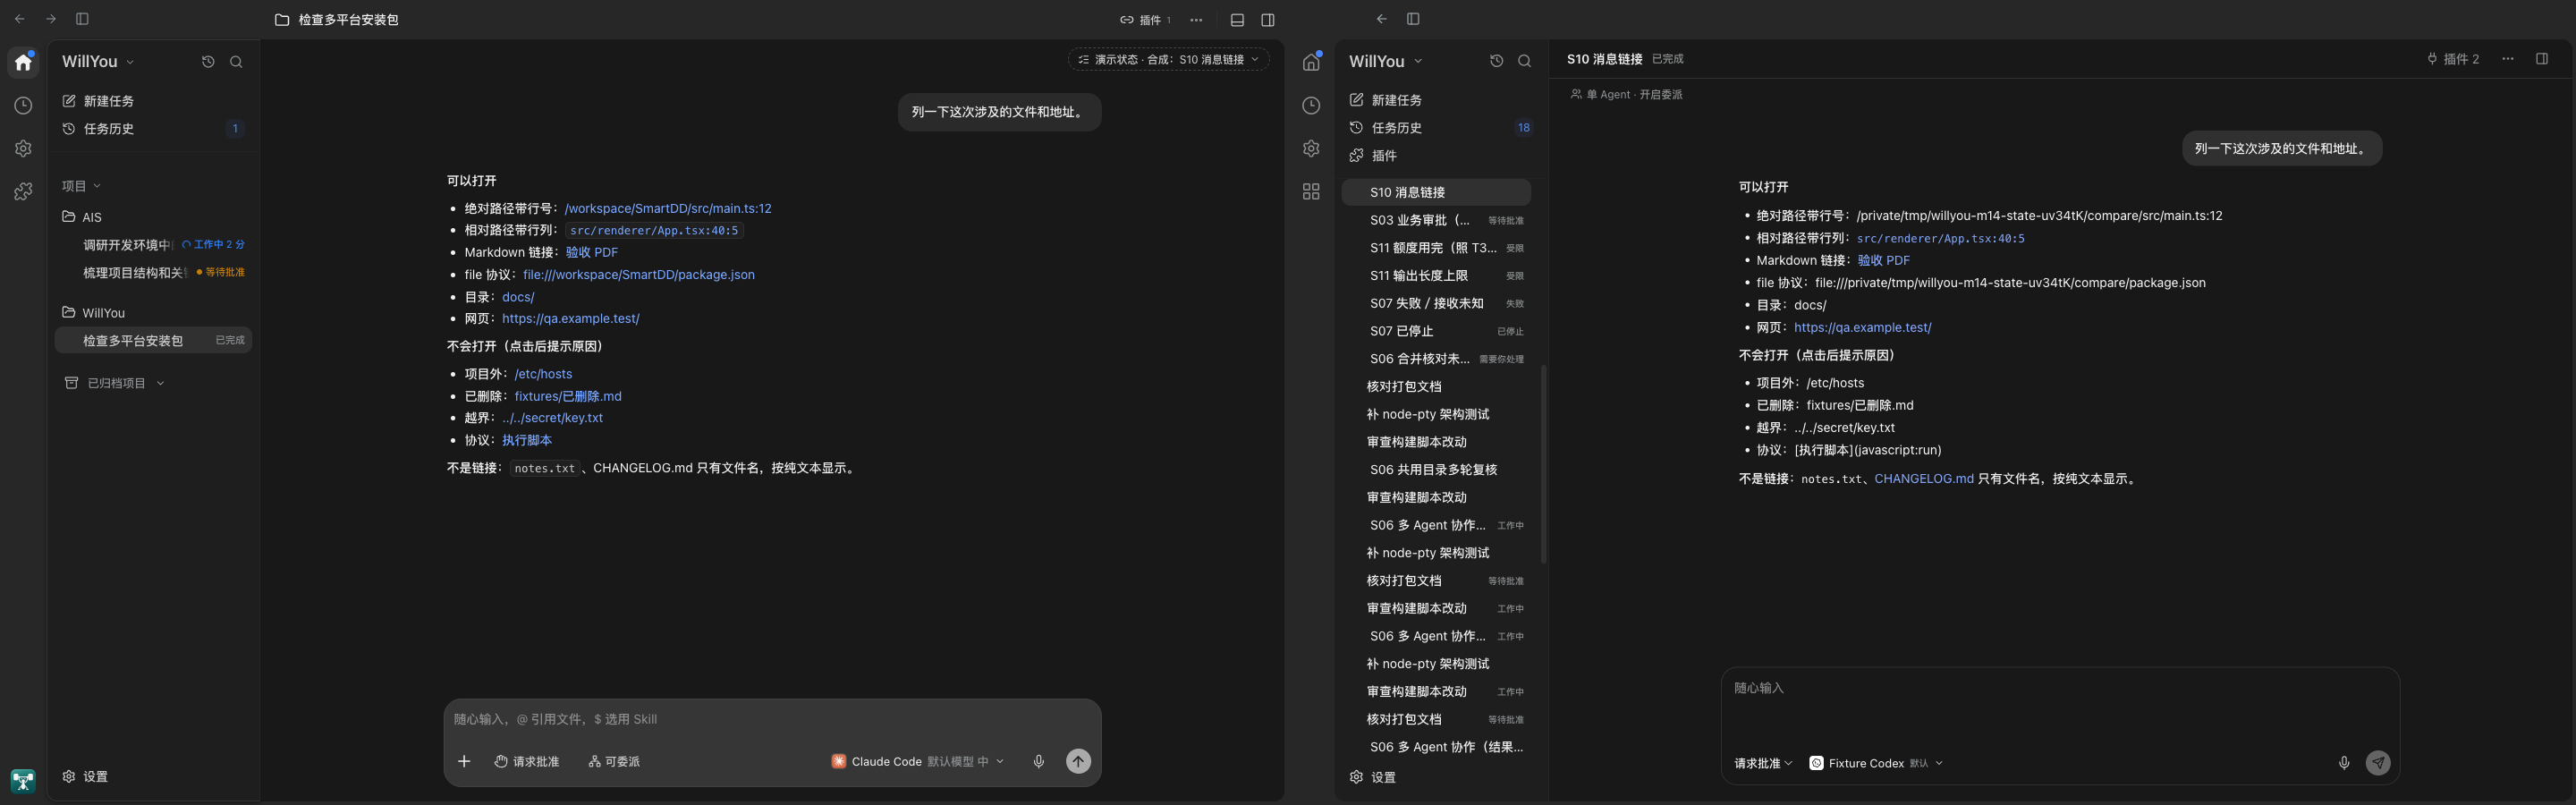 检查多平台安装包
插件 1
WillYou
新建任务
任务历史 1
项目
AIS
调研开发环境中 工作中 2 分
梳理项目结构和关 等待批准
WillYou
检查多平台安装包 已完成
已归档项目
设置
演示状态 · 合成：S10 消息链接
列一下这次涉及的文件和地址。
可以打开
• 绝对路径带行号：/workspace/SmartDD/src/main.ts:12
• 相对路径带行列：src/renderer/App.tsx:40:5
• Markdown 链接：验收 PDF
• file 协议：file:///workspace/SmartDD/package.json
• 目录：docs/
• 网页：https://qa.example.test/
不会打开（点击后提示原因）
• 项目外：/etc/hosts
• 已删除：fixtures/已删除.md
• 越界：../../secret/key.txt
• 协议：执行脚本
不是链接：notes.txt、CHANGELOG.md 只有文件名，按纯文本显示。
随心输入，@ 引用文件，$ 选用 Skill
请求批准 可委派 Claude Code 默认模型 中
WillYou
新建任务
任务历史 18
插件
S10 消息链接
S03 业务审批（... 等待批准
S11 额度用完（照 T3... 受限
S11 输出长度上限 受限
S07 失败 / 接收未知 失败
S07 已停止 已停止
S06 合并核对未... 需要你处理
核对打包文档
补 node-pty 架构测试
审查构建脚本改动
S06 共用目录多轮复核
审查构建脚本改动
S06 多 Agent 协作... 工作中
补 node-pty 架构测试
核对打包文档 等待批准
审查构建脚本改动 工作中
S06 多 Agent 协作... 工作中
补 node-pty 架构测试
审查构建脚本改动 工作中
核对打包文档 等待批准
S06 多 Agent 协作（结果...
设置
S10 消息链接 已完成
插件 2
单 Agent · 开启委派
列一下这次涉及的文件和地址。
可以打开
• 绝对路径带行号：/private/tmp/willyou-m14-state-uv34tK/compare/src/main.ts:12
• 相对路径带行列：src/renderer/App.tsx:40:5
• Markdown 链接：验收 PDF
• file 协议：file:///private/tmp/willyou-m14-state-uv34tK/compare/package.json
• 目录：docs/
• 网页：https://qa.example.test/
不会打开（点击后提示原因）
• 项目外：/etc/hosts
• 已删除：fixtures/已删除.md
• 越界：../../secret/key.txt
• 协议：[执行脚本](javascript:run)
不是链接：notes.txt、CHANGELOG.md 只有文件名，按纯文本显示。
随心输入
请求批准 Fixture Codex 默认